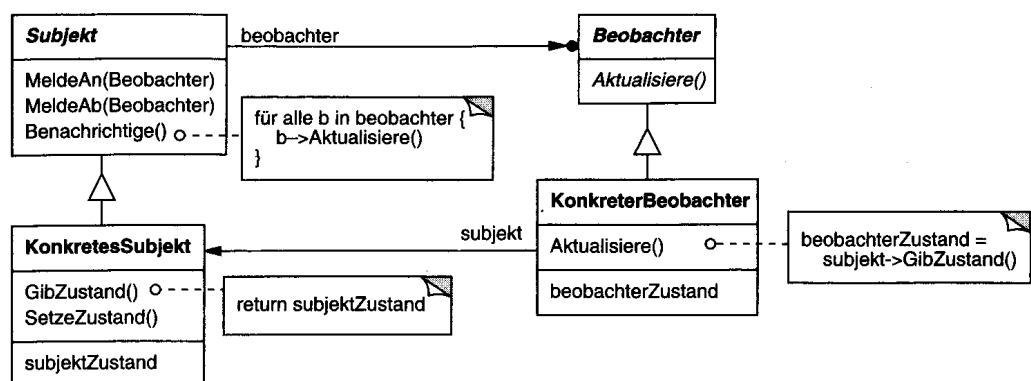 Subjekt
MeldeAn(Beobachter)
MeldeAb(Beobachter)
Benachrichtige()
beobachter
Beobachter
Aktualisiere()
für alle b in beobachter {
b->Aktualisiere()
}
KonkretesSubjekt
GibZustand()
SetzeZustand()
subjektZustand
return subjektZustand
subjekt
KonkreterBeobachter
Aktualisiere()
beobachterZustand
beobachterZustand =
subjekt->GibZustand()